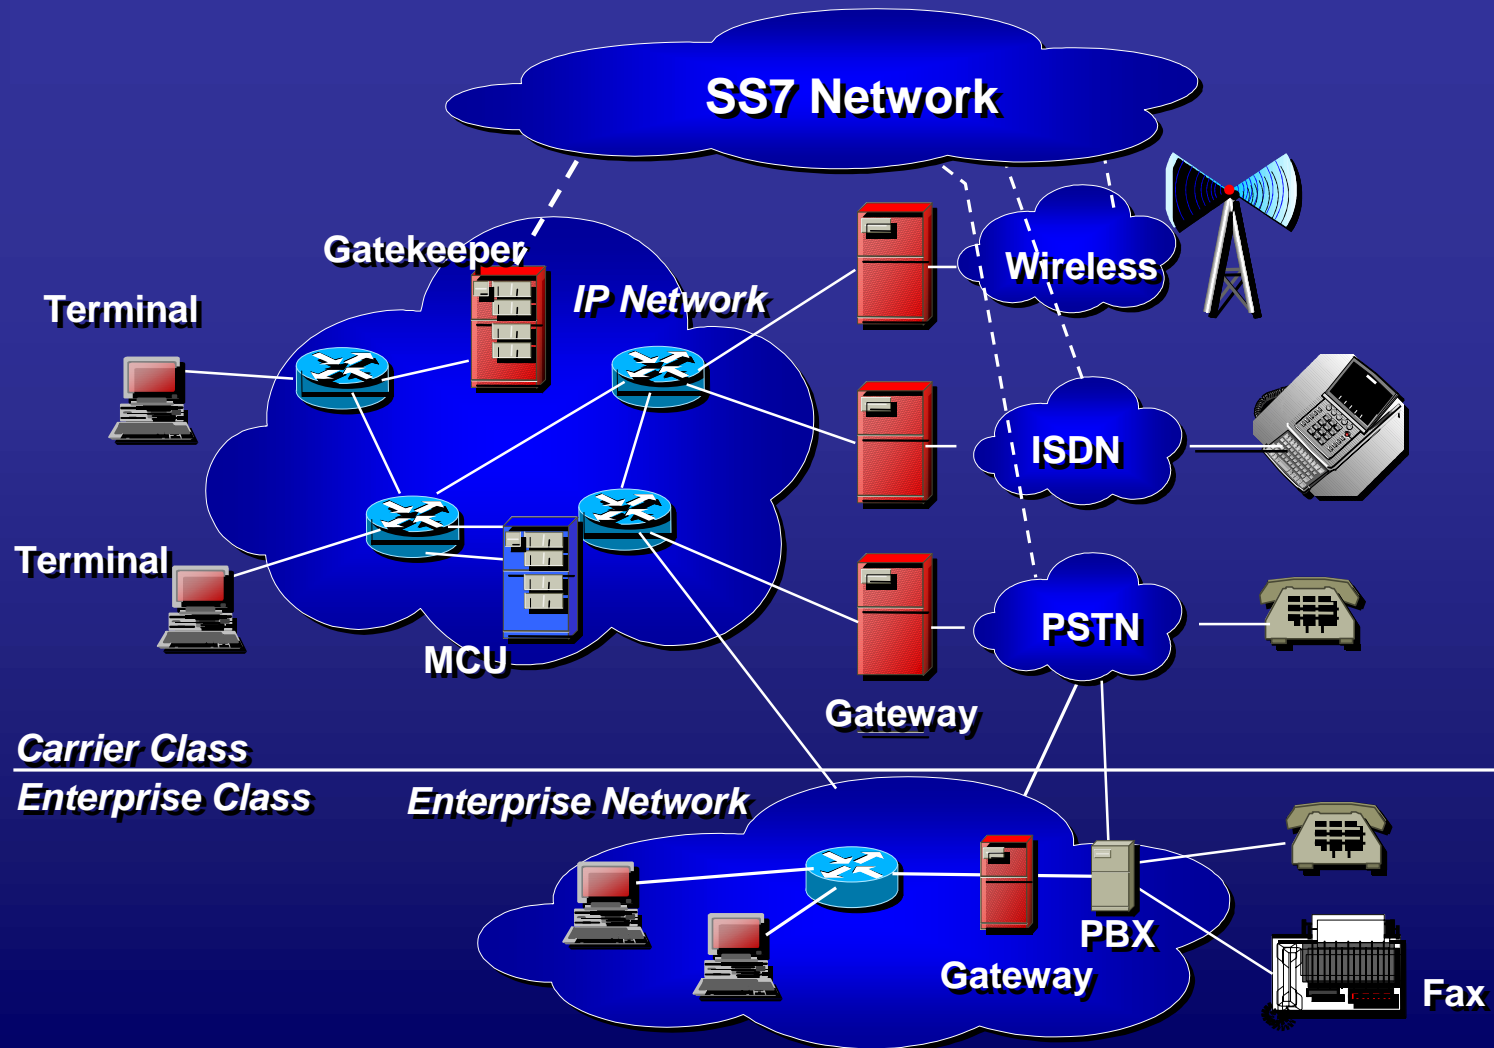 SS7 Network
Gatekeeper
IP Network
Wireless
Terminal
ISDN
Terminal
PSTN
MCU
Gateway
Carrier Class
Enterprise Class
Enterprise Network
PBX
Gateway
Fax